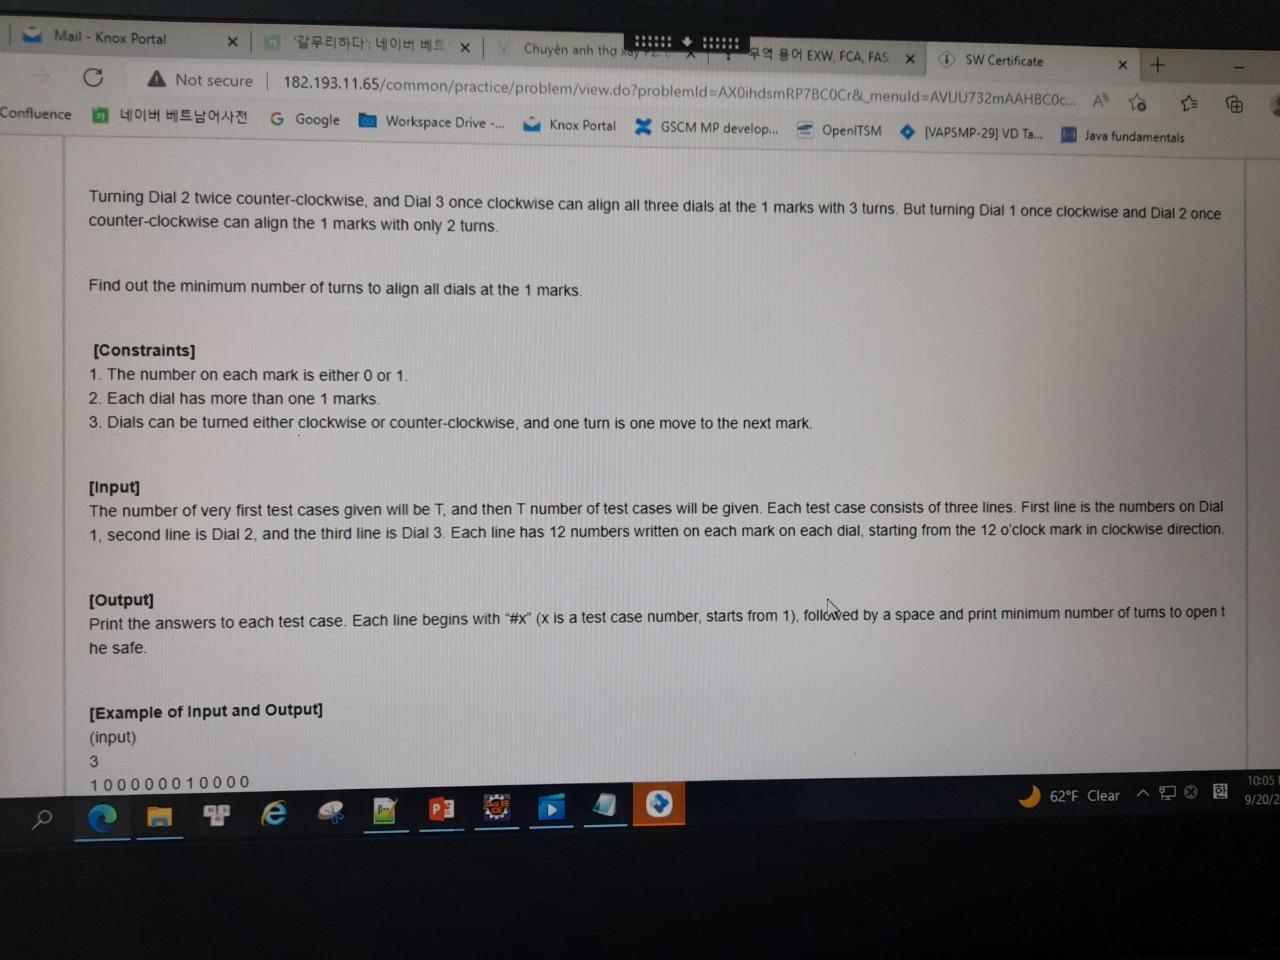 Mail - Knox Portal
'갈무리하다': 네이버 베트
Chuyện anh thợ xây
무역 용어 EXW, FCA, FAS,
SW Certificate
Not secure
182.193.11.65/common/practice/problem/view.do?problemId=AX0ihdsmRP7BC0Cr&_menuId=AVUU732mAAHBC0c...
Confluence
네이버 베트남어사전
Google
Workspace Drive -...
Knox Portal
GSCM MP develop...
OpenITSM
[VAPSMP-29] VD Ta...
Java fundamentals
Turning Dial 2 twice counter-clockwise, and Dial 3 once clockwise can align all three dials at the 1 marks with 3 turns. But turning Dial 1 once clockwise and Dial 2 once
counter-clockwise can align the 1 marks with only 2 turns.
Find out the minimum number of turns to align all dials at the 1 marks.
[Constraints]
1. The number on each mark is either 0 or 1.
2. Each dial has more than one 1 marks.
3. Dials can be turned either clockwise or counter-clockwise, and one turn is one move to the next mark.
[Input]
The number of very first test cases given will be T, and then T number of test cases will be given. Each test case consists of three lines. First line is the numbers on Dial
1, second line is Dial 2, and the third line is Dial 3. Each line has 12 numbers written on each mark on each dial, starting from the 12 o'clock mark in clockwise direction.
[Output]
Print the answers to each test case. Each line begins with “#x” (x is a test case number, starts from 1), followed by a space and print minimum number of turns to open t
he safe.
[Example of Input and Output]
(input)
3
1 0 0 0 0 0 0 1 0 0 0 0
62°F Clear
한
10:05
9/20/2